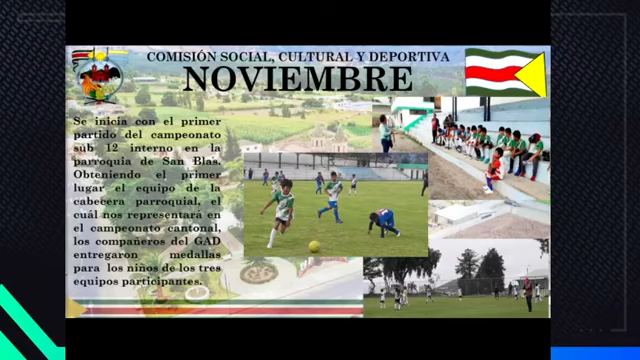 COMISIÓN SOCIAL, CULTURAL Y DEPORTIVA
NOVIEMBRE
Se inicia con el primer
partido del campeonato
sub 12 interno en la
parroquia de San Blas.
Obteniendo el primer
lugar el equipo de la
cabecera parroquial, el
cuál nos representará en
el campeonato cantonal,
los compañeros del GAD
entregaron medallas
para los niños de los tres
equipos participantes.